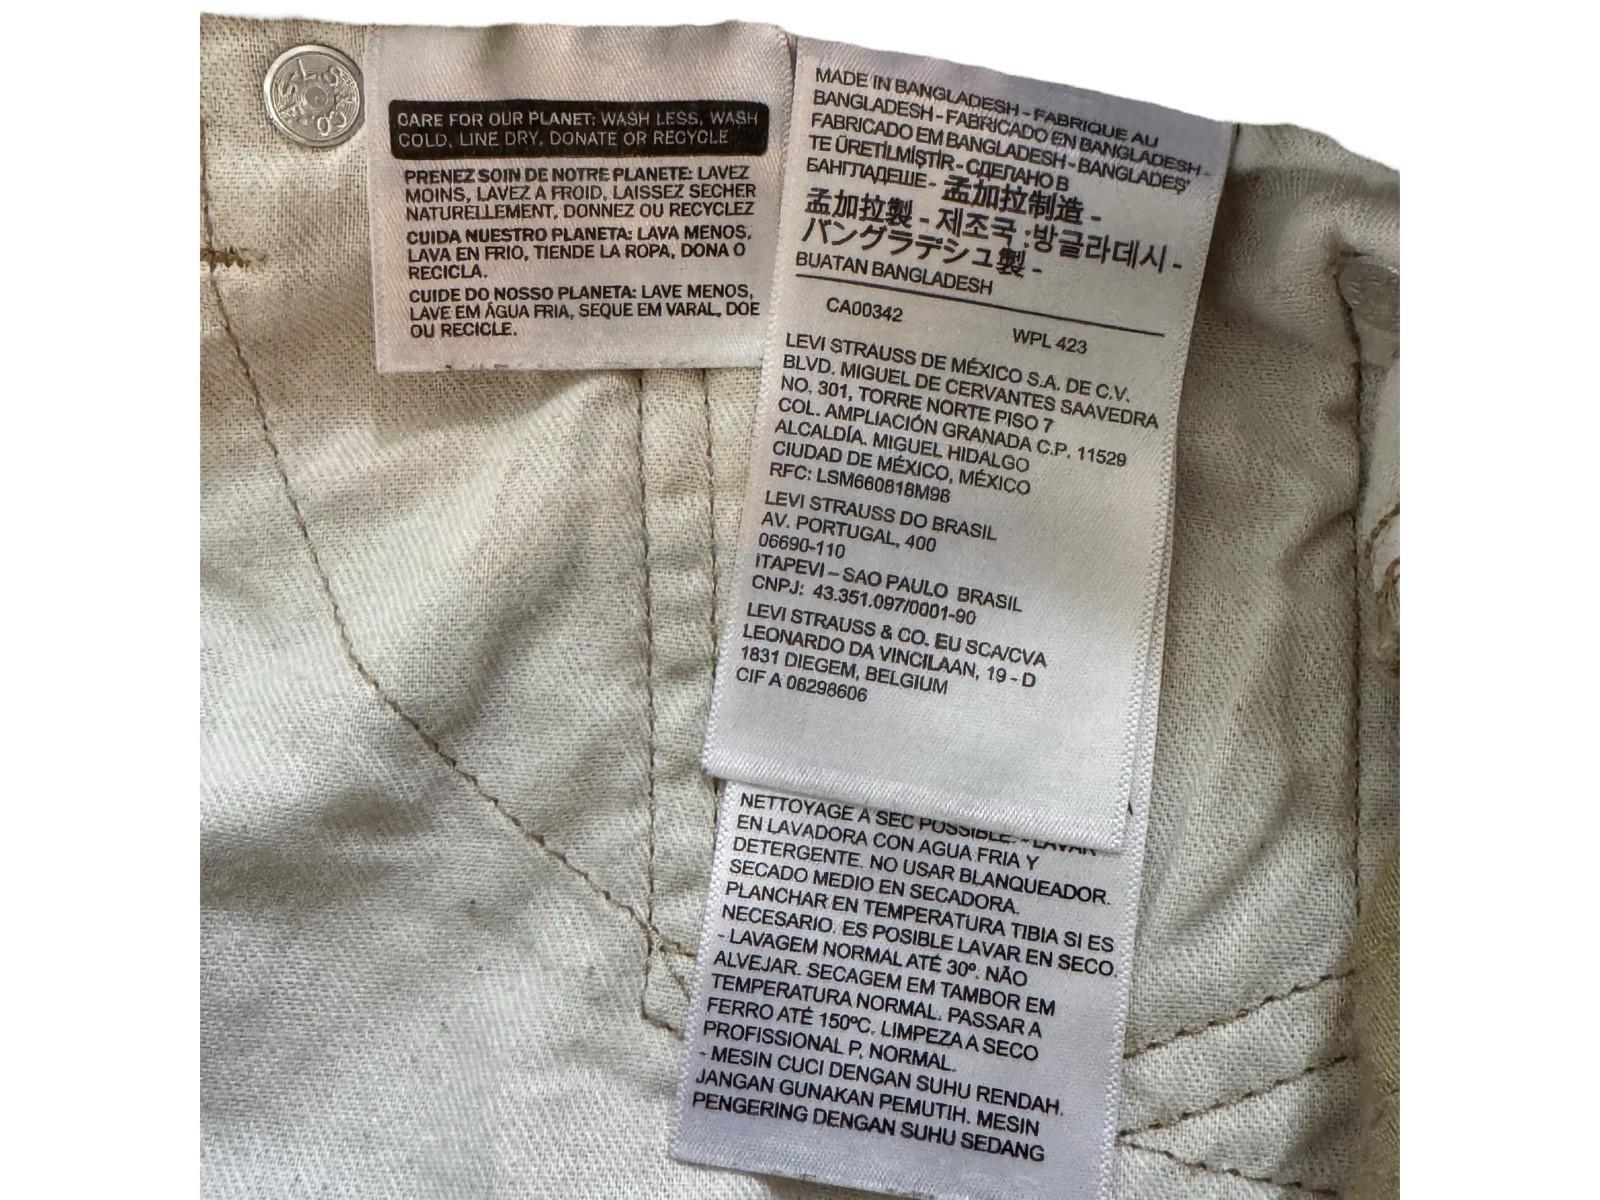 CARE FOR OUR PLANET: WASH LESS, WASH
COLD, LINE DRY, DONATE OR RECYCLE
PRENEZ SOIN DE NOTRE PLANETE: LAVEZ
MOINS, LAVEZ A FROID, LAISSEZ SECHER
NATURELLEMENT, DONNEZ OU RECYCLEZ
CUIDA NUESTRO PLANETA: LAVA MENOS,
LAVA EN FRIO, TIENDE LA ROPA, DONA O
RECICLA.
CUIDE DO NOSSO PLANETA: LAVE MENOS,
LAVE EM ÁGUA FRIA, SEQUE EM VARAL, DOE
OU RECICLE.
MADE IN BANGLADESH - FABRIQUE AU
BANGLADESH - FABRICADO EN BANGLADESH -
FABRICADO EM BANGLADESH - BANGLADEŞ'
TE ÜRETİLMİŞTİR - СДЕЛАНО В
БАНГЛАДЕШЕ - 孟加拉制造 -
孟加拉製 - 제조국 :방글라데시 -
バングラデシュ製 -
BUATAN BANGLADESH
CA00342
WPL 423
LEVI STRAUSS DE MÉXICO S.A. DE C.V.
BLVD. MIGUEL DE CERVANTES SAAVEDRA
NO. 301, TORRE NORTE PISO 7
COL. AMPLIACIÓN GRANADA C.P. 11529
ALCALDÍA. MIGUEL HIDALGO
CIUDAD DE MÉXICO, MÉXICO
RFC: LSM660818M98
LEVI STRAUSS DO BRASIL
AV. PORTUGAL, 400
06690-110
ITAPEVI – SAO PAULO BRASIL
CNPJ: 43.351.097/0001-90
LEVI STRAUSS & CO. EU SCA/CVA
LEONARDO DA VINCILAAN, 19 - D
1831 DIEGEM, BELGIUM
CIF A 08298606
NETTOYAGE A SEC POSSIBLE. - LAVAR
EN LAVADORA CON AGUA FRIA Y
DETERGENTE. NO USAR BLANQUEADOR.
SECADO MEDIO EN SECADORA.
PLANCHAR EN TEMPERATURA TIBIA SI ES
NECESARIO. ES POSIBLE LAVAR EN SECO.
- LAVAGEM NORMAL ATÉ 30º. NÃO
ALVEJAR. SECAGEM EM TAMBOR EM
TEMPERATURA NORMAL. PASSAR A
FERRO ATÉ 150ºC. LIMPEZA A SECO
PROFISSIONAL P, NORMAL.
- MESIN CUCI DENGAN SUHU RENDAH.
JANGAN GUNAKAN PEMUTIH. MESIN
PENGERING DENGAN SUHU SEDANG